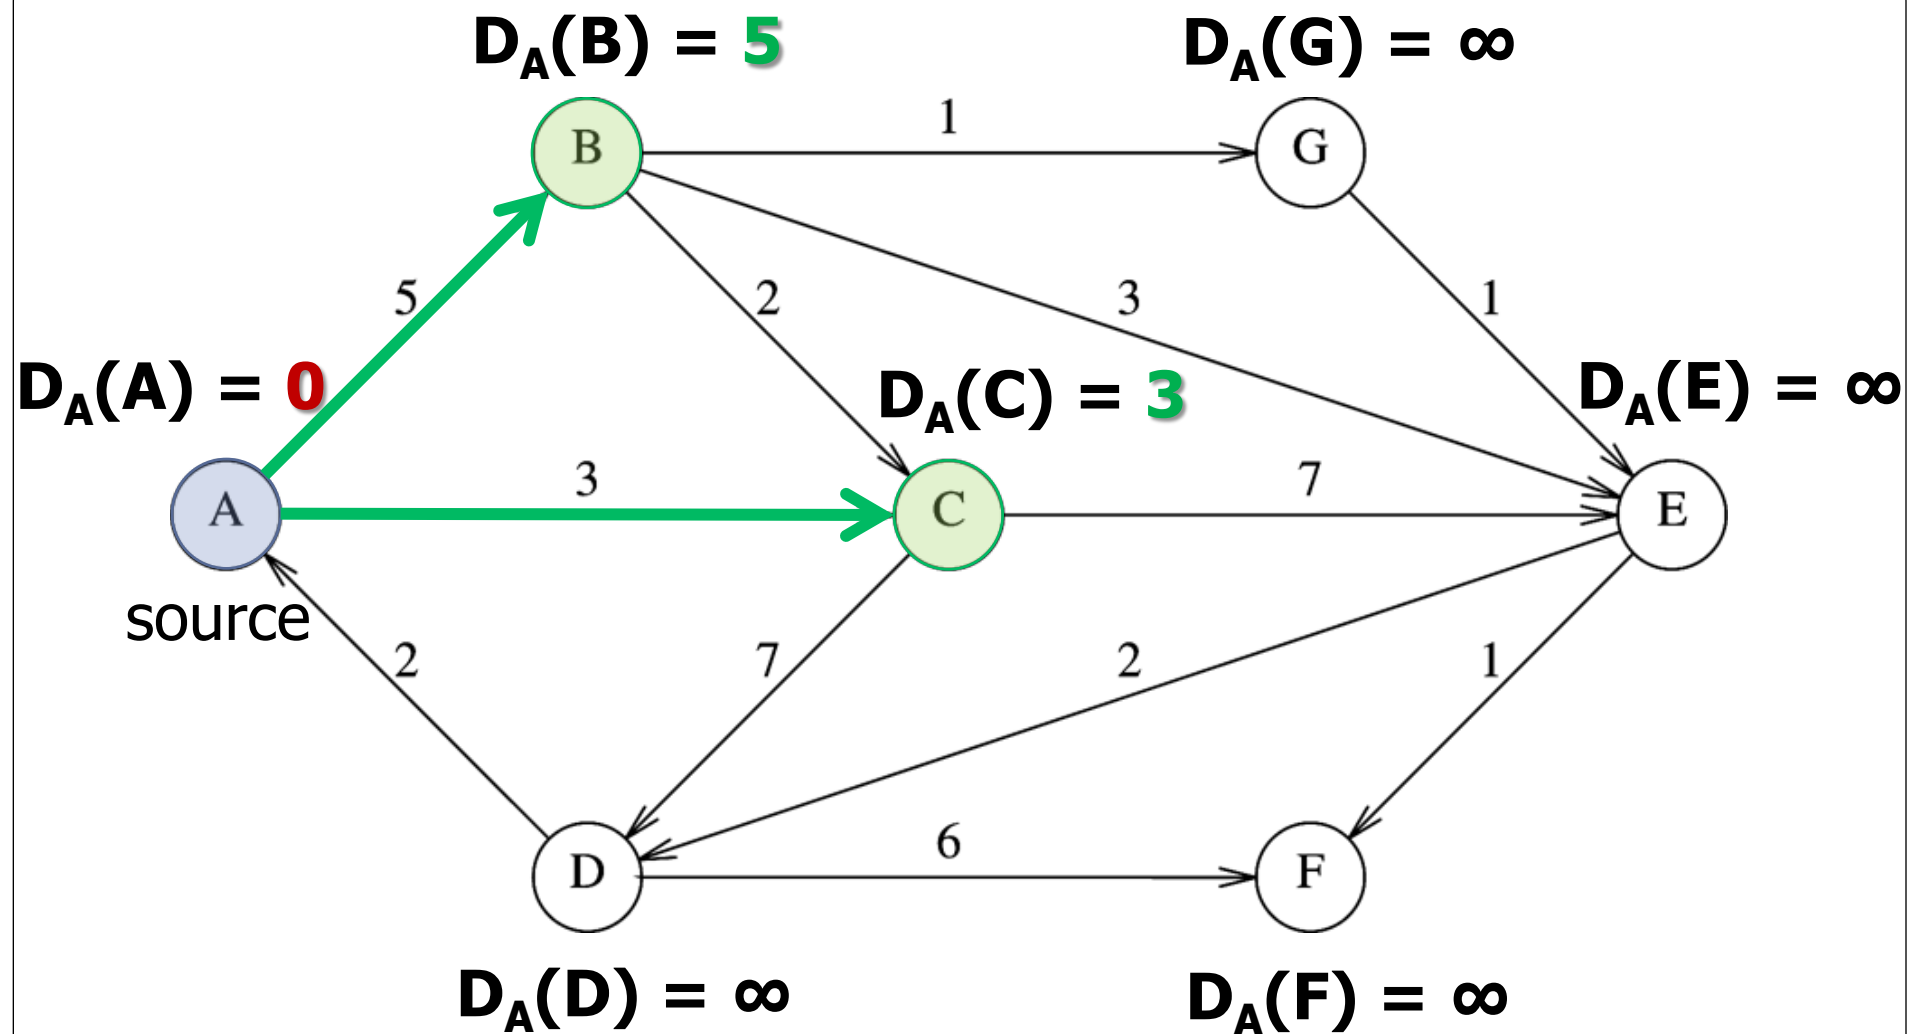 D_A(B) = 5
D_A(G) = ∞
1
B
G
5
2
3
1
D_A(A) = 0
D_A(C) = 3
D_A(E) = ∞
3
7
A
C
E
source
2
7
2
1
6
D
F
D_A(D) = ∞
D_A(F) = ∞